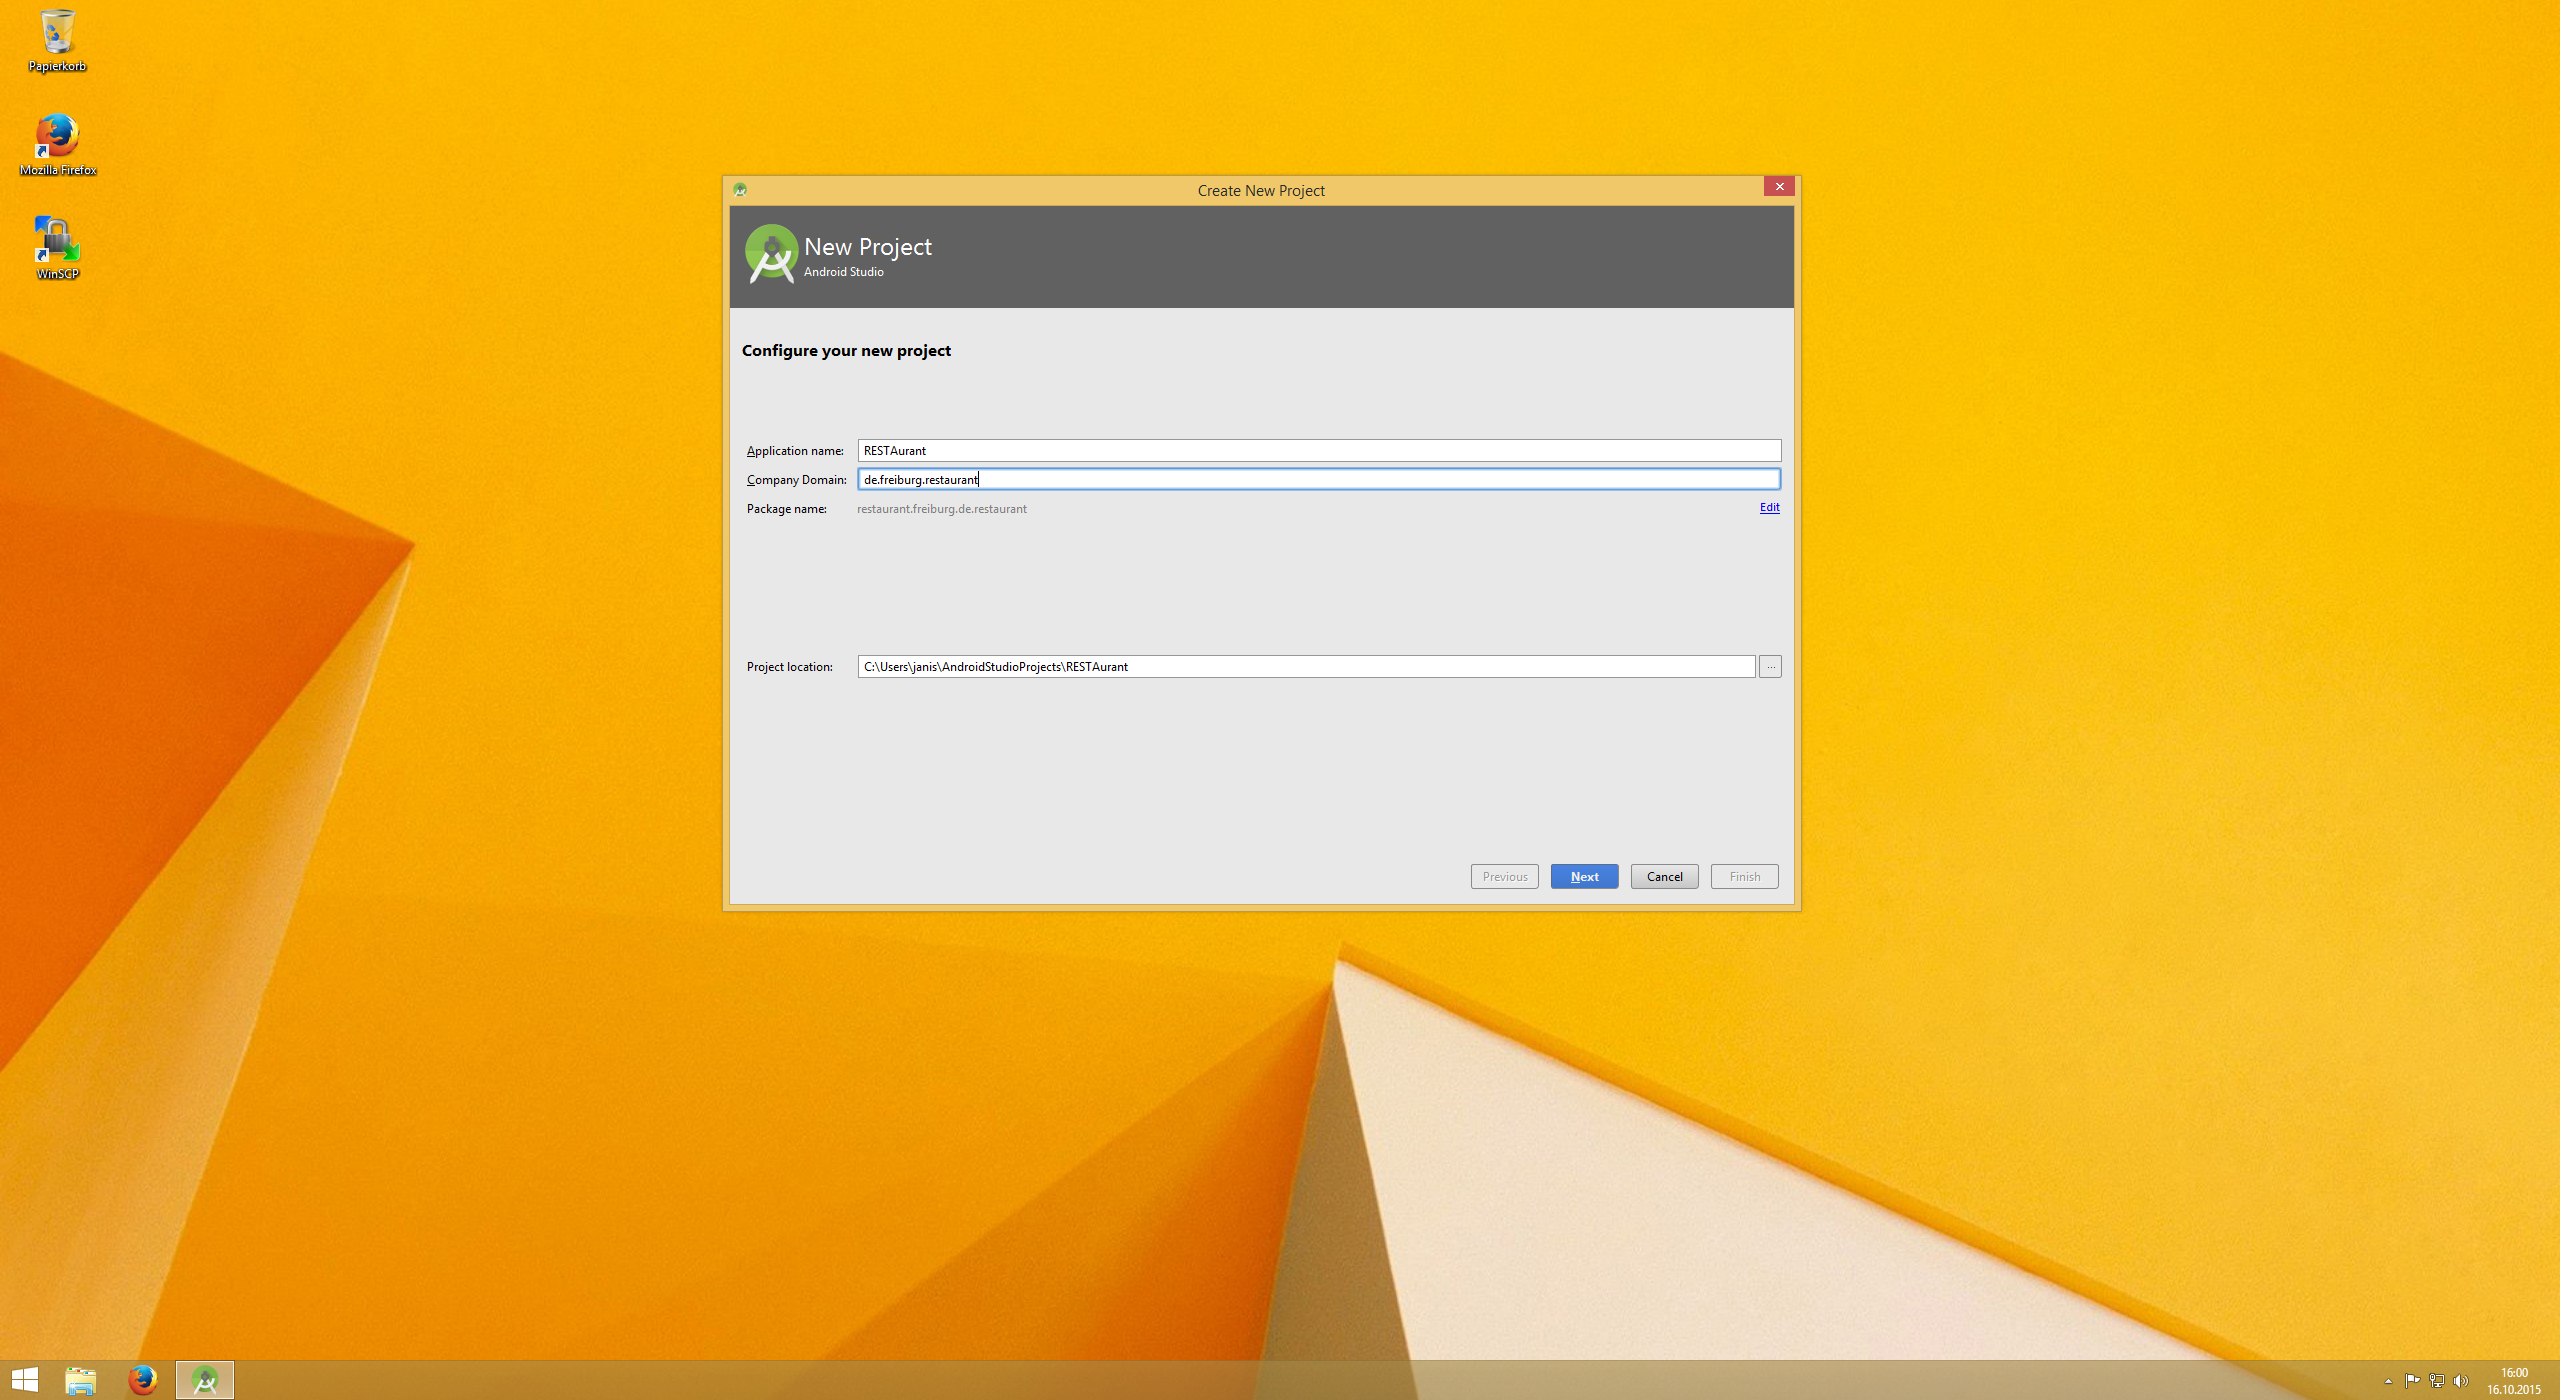 Papierkorb
Mozilla Firefox
WinSCP
Create New Project
New Project
Android Studio
Configure your new project
Application name: RESTAurant
Company Domain: de.freiburg.restaurant
Package name: restaurant.freiburg.de.restaurant Edit
Project location: C:\Users\janis\AndroidStudioProjects\RESTAurant ...
Previous Next Cancel Finish
16:00
16.10.2015